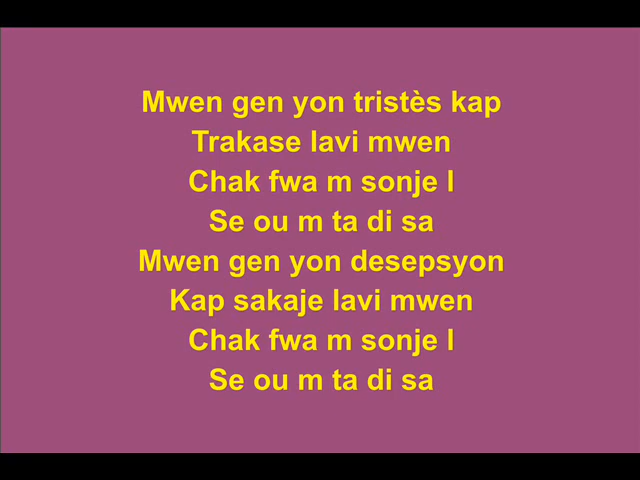 Mwen gen yon tristès kap
Trakase lavi mwen
Chak fwa m sonje l
Se ou m ta di sa
Mwen gen yon desepsyon
Kap sakaje lavi mwen
Chak fwa m sonje l
Se ou m ta di sa